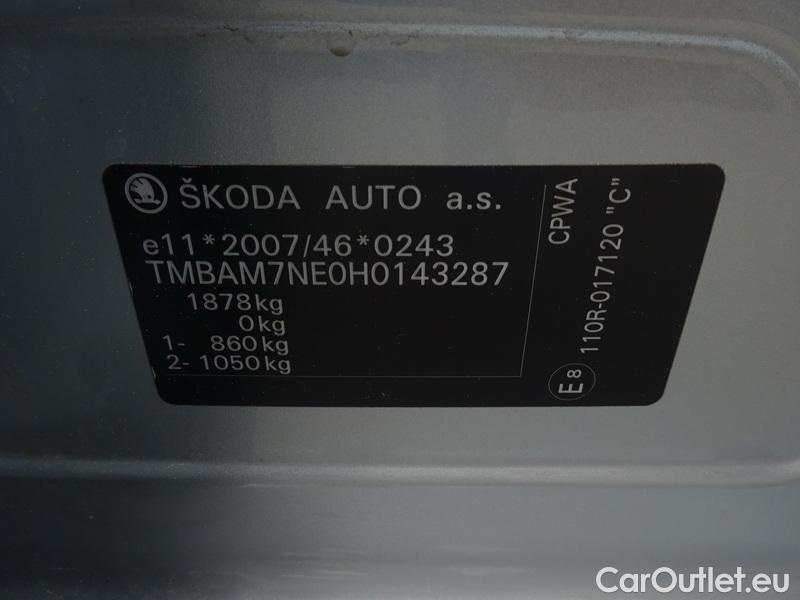 ŠKODA AUTO a.s.
e11*2007/46*0243
TMBAM7NE0H0143287
1878kg
0kg
1- 860kg
2- 1050kg
CPWA
E8 110R-017120 "C"
CarOutlet.eu